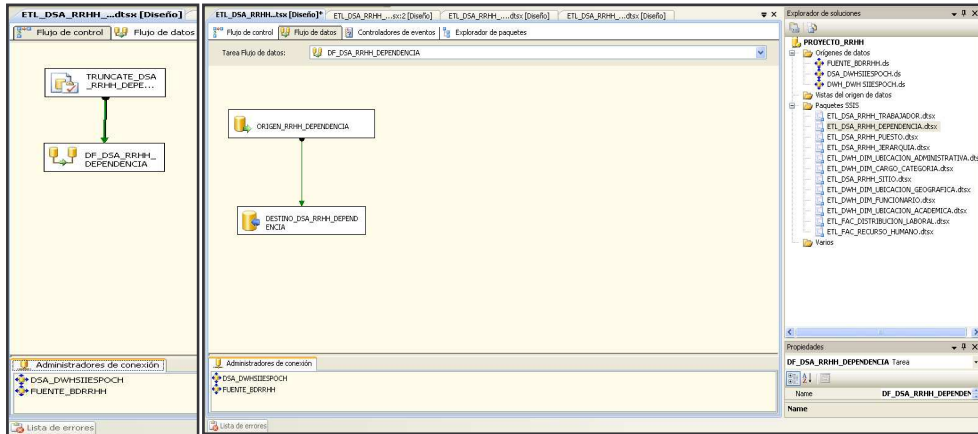 ETL_DSA_RRHH_...dtsx [Diseño]
Flujo de control
Flujo de datos
TRUNCATE_DSA
_RRHH_DEPE...
DF_DSA_RRHH_
DEPENDENCIA
Administradores de conexión
DSA_DWHSIIESPOCH
FUENTE_BDRRHH
Lista de errores
ETL_DSA_RRHH...tsx [Diseño]*
ETL_DSA_RRHH_...sx:2 [Diseño]
ETL_DSA_RRHH_....dtsx [Diseño]
ETL_DSA_RRHH_...dtsx [Diseño]
Flujo de control
Flujo de datos
Controladores de eventos
Explorador de paquetes
Tarea Flujo de datos:
DF_DSA_RRHH_DEPENDENCIA
ORIGEN_RRHH_DEPENDENCIA
DESTINO_DSA_RRHH_DEPEND
ENCIA
Administradores de conexión
DSA_DWHSIIESPOCH
FUENTE_BDRRHH
Lista de errores
Explorador de soluciones
PROYECTO_RRHH
Orígenes de datos
FUENTE_BDRRHH.ds
DSA_DWHSIIESPOCH.ds
DWH_DWH SIIESPOCH.ds
Vistas del origen de datos
Paquetes SSIS
ETL_DSA_RRHH_TRABAJADOR.dtsx
ETL_DSA_RRHH_DEPENDENCIA.dtsx
ETL_DSA_RRHH_PUESTO.dtsx
ETL_DSA_RRHH_JERARQUIA.dtsx
ETL_DWH_DIM_UBICACION_ADMINISTRATIVA.dts
ETL_DWH_DIM_CARGO_CATEGORIA.dtsx
ETL_DSA_RRHH_SITIO.dtsx
ETL_DWH_DIM_UBICACION_GEOGRAFICA.dtsx
ETL_DWH_DIM_FUNCIONARIO.dtsx
ETL_DWH_DIM_UBICACION_ACADEMICA.dtsx
ETL_FAC_DISTRIBUCION_LABORAL.dtsx
ETL_FAC_RECURSO_HUMANO.dtsx
Varios
Propiedades
DF_DSA_RRHH_DEPENDENCIA Tarea
Name DF_DSA_RRHH_DEPENDEN
Name